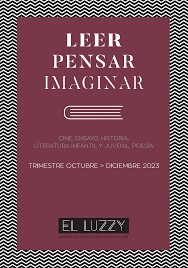 LEER
PENSAR
IMAGINAR
CINE, ENSAYO, HISTORIA,
LITERATURA INFANTIL Y JUVENIL, POESÍA
TRIMESTRE OCTUBRE > DICIEMBRE 2023
EL LUZZY